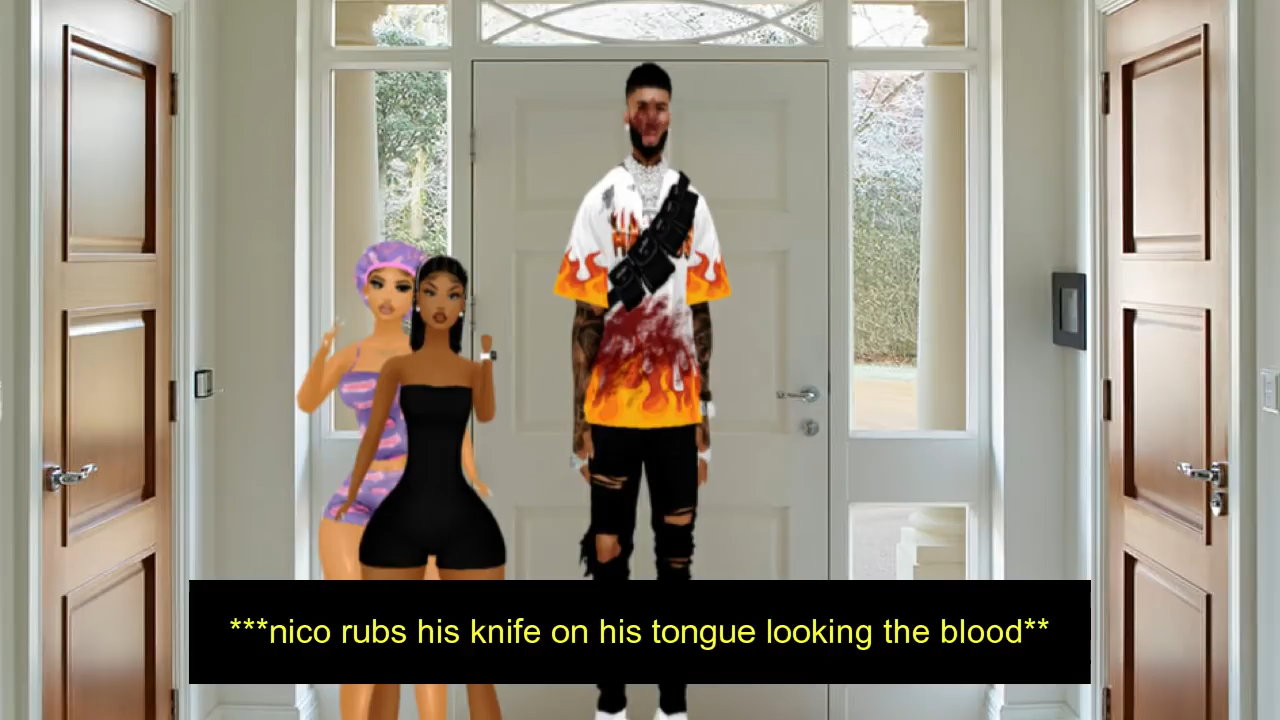 ***nico rubs his knife on his tongue looking the blood**